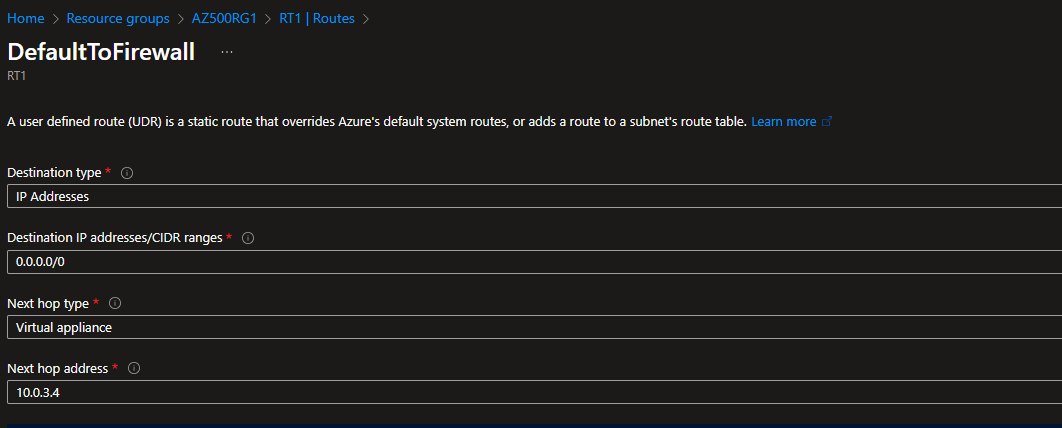 Home > Resource groups > AZ500RG1 > RT1 | Routes >
DefaultToFirewall ...
RT1
A user defined route (UDR) is a static route that overrides Azure's default system routes, or adds a route to a subnet's route table. Learn more
Destination type *
IP Addresses
Destination IP addresses/CIDR ranges *
0.0.0.0/0
Next hop type *
Virtual appliance
Next hop address *
10.0.3.4